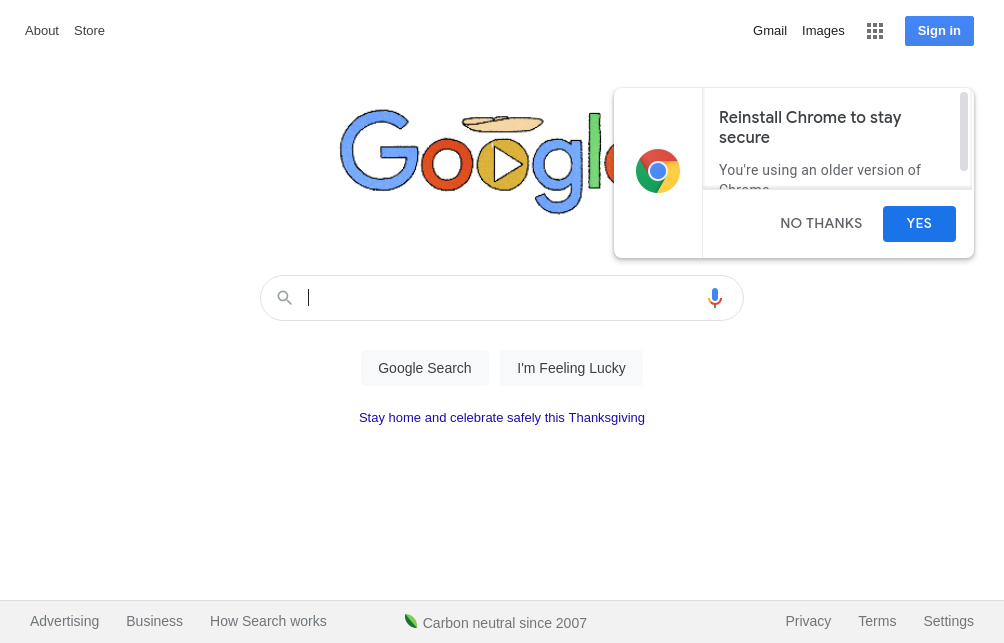 About Store Gmail Images Sign in
Google
Reinstall Chrome to stay
secure
You're using an older version of
Chrome
NO THANKS YES
Google Search I'm Feeling Lucky
Stay home and celebrate safely this Thanksgiving
Advertising Business How Search works Carbon neutral since 2007 Privacy Terms Settings